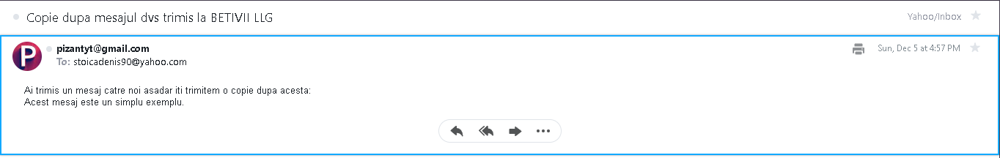 Copie dupa mesajul dvs trimis la BETIVII LLG
Yahoo/Inbox
P
pizantyt@gmail.com
Sun, Dec 5 at 4:57 PM
To: stoicadenis90@yahoo.com
Ai trimis un mesaj catre noi asadar iti trimitem o copie dupa acesta:
Acest mesaj este un simplu exemplu.